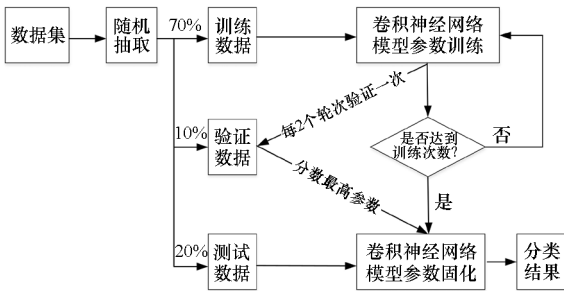 数据集
随机
抽取
70%
训练
数据
卷积神经网络
模型参数训练
每2个轮次验证一次
10%
验证
数据
是否达到
训练次数?
否
分数最高参数
是
20%
测试
数据
卷积神经网络
模型参数固化
分类
结果